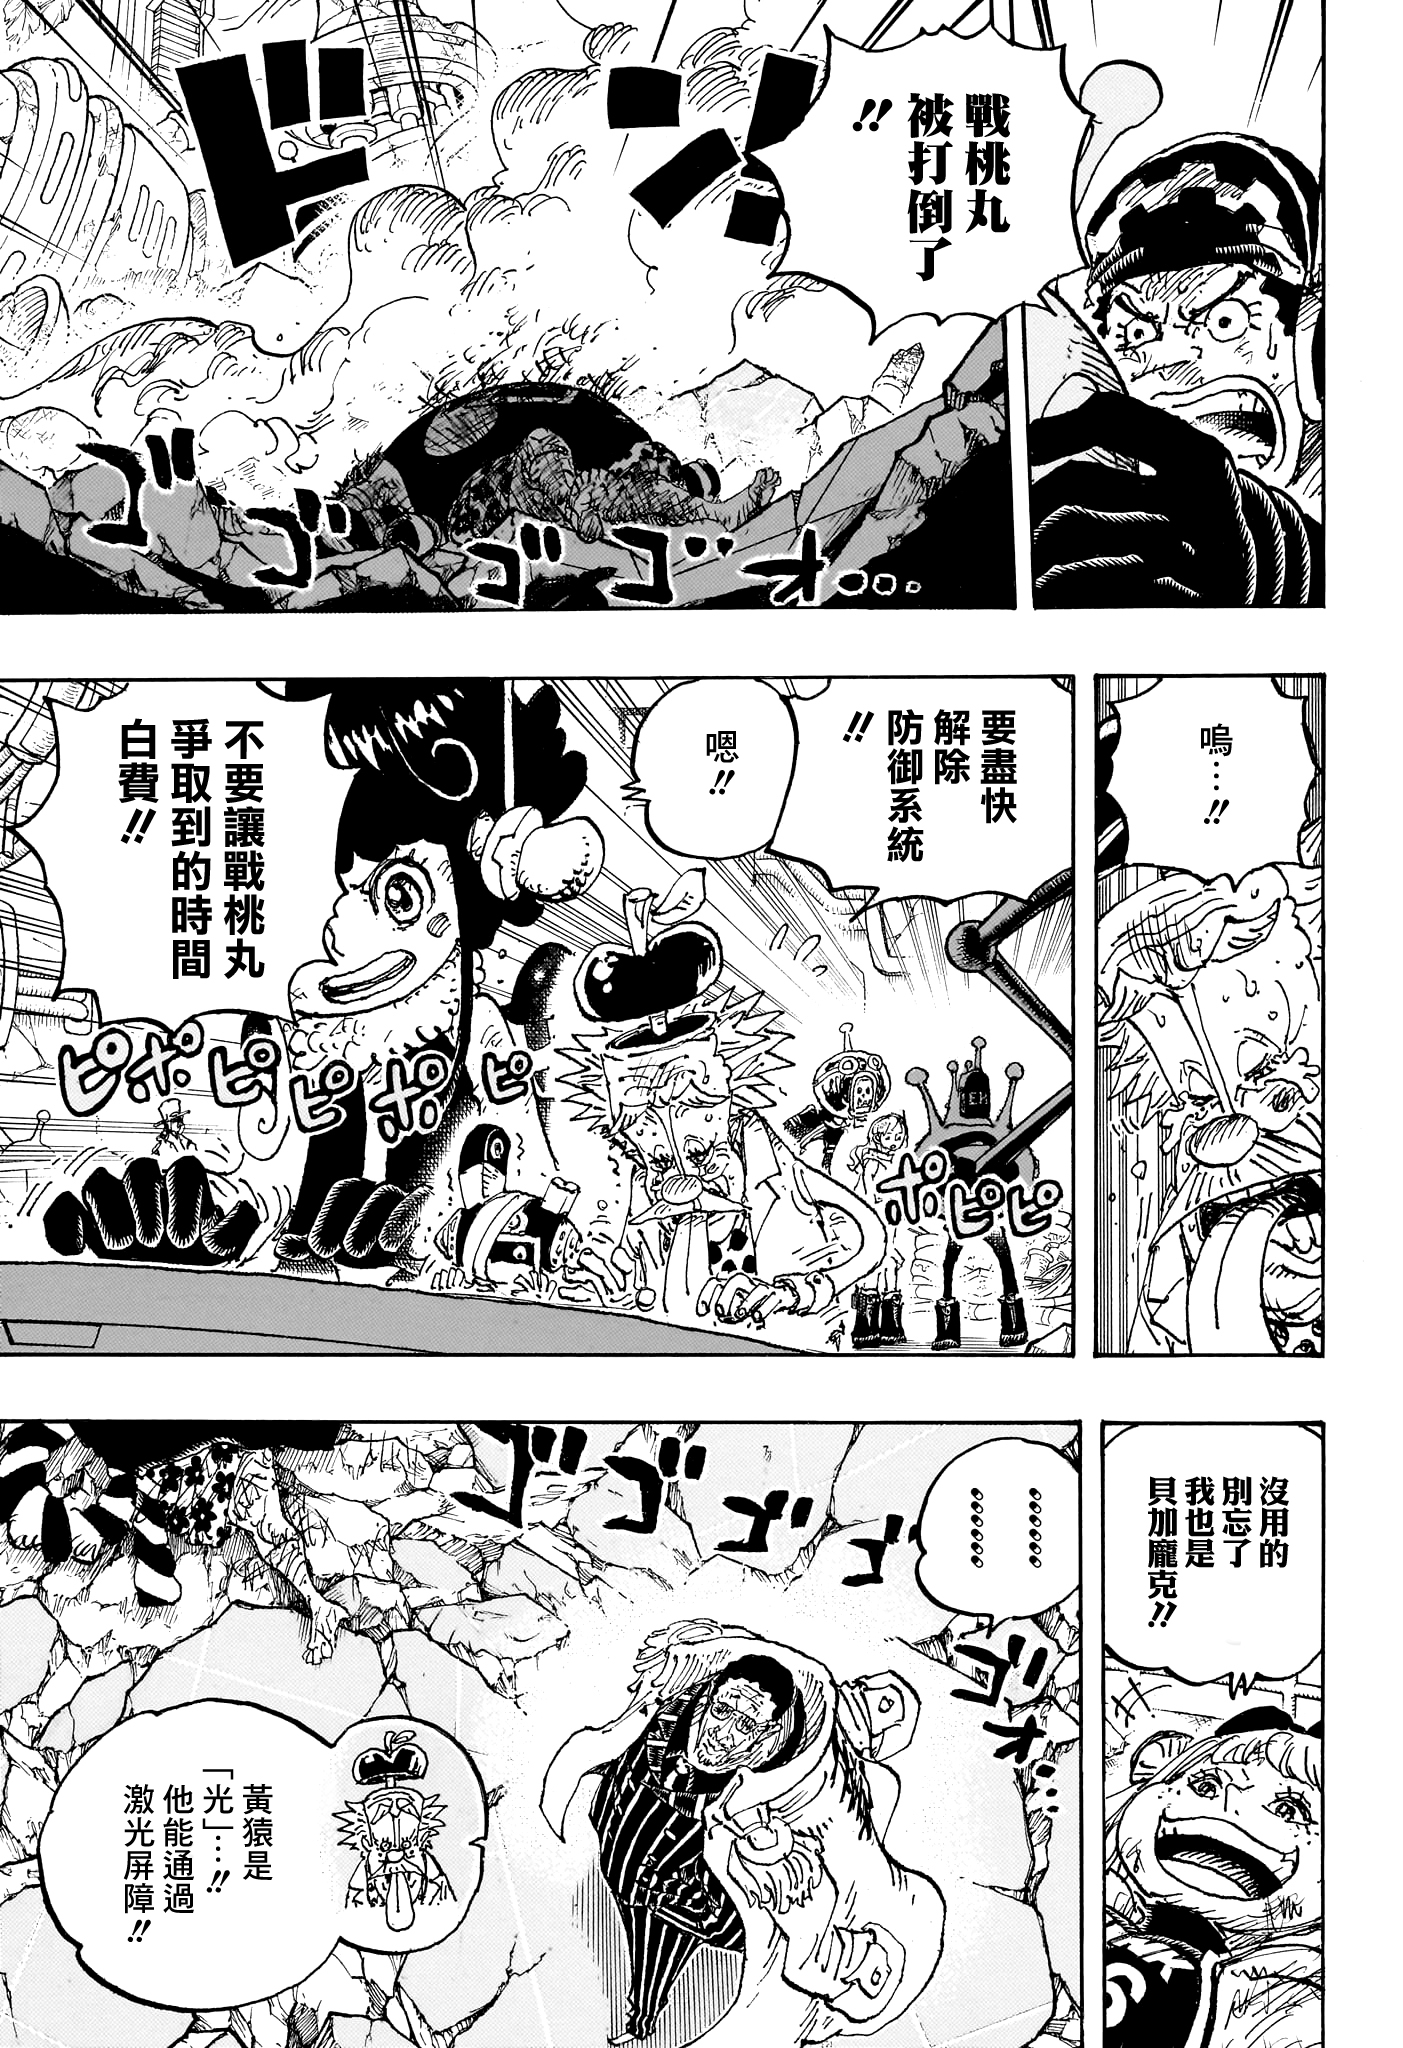 戰桃丸
被打倒了
!!
ドン
ゴゴゴゴオ…
嗚…!!
要盡快
解除
防御系統
!!
嗯!!
不要讓戰桃丸
爭取到的時間
白費!!
ピポピピポピ
ポピピ
沒用的
別忘了
我也是
貝加龐克!!
………
………
ゴゴゴゴオ…
黃猿是
「光」…!!
他能通過
激光屏障!!